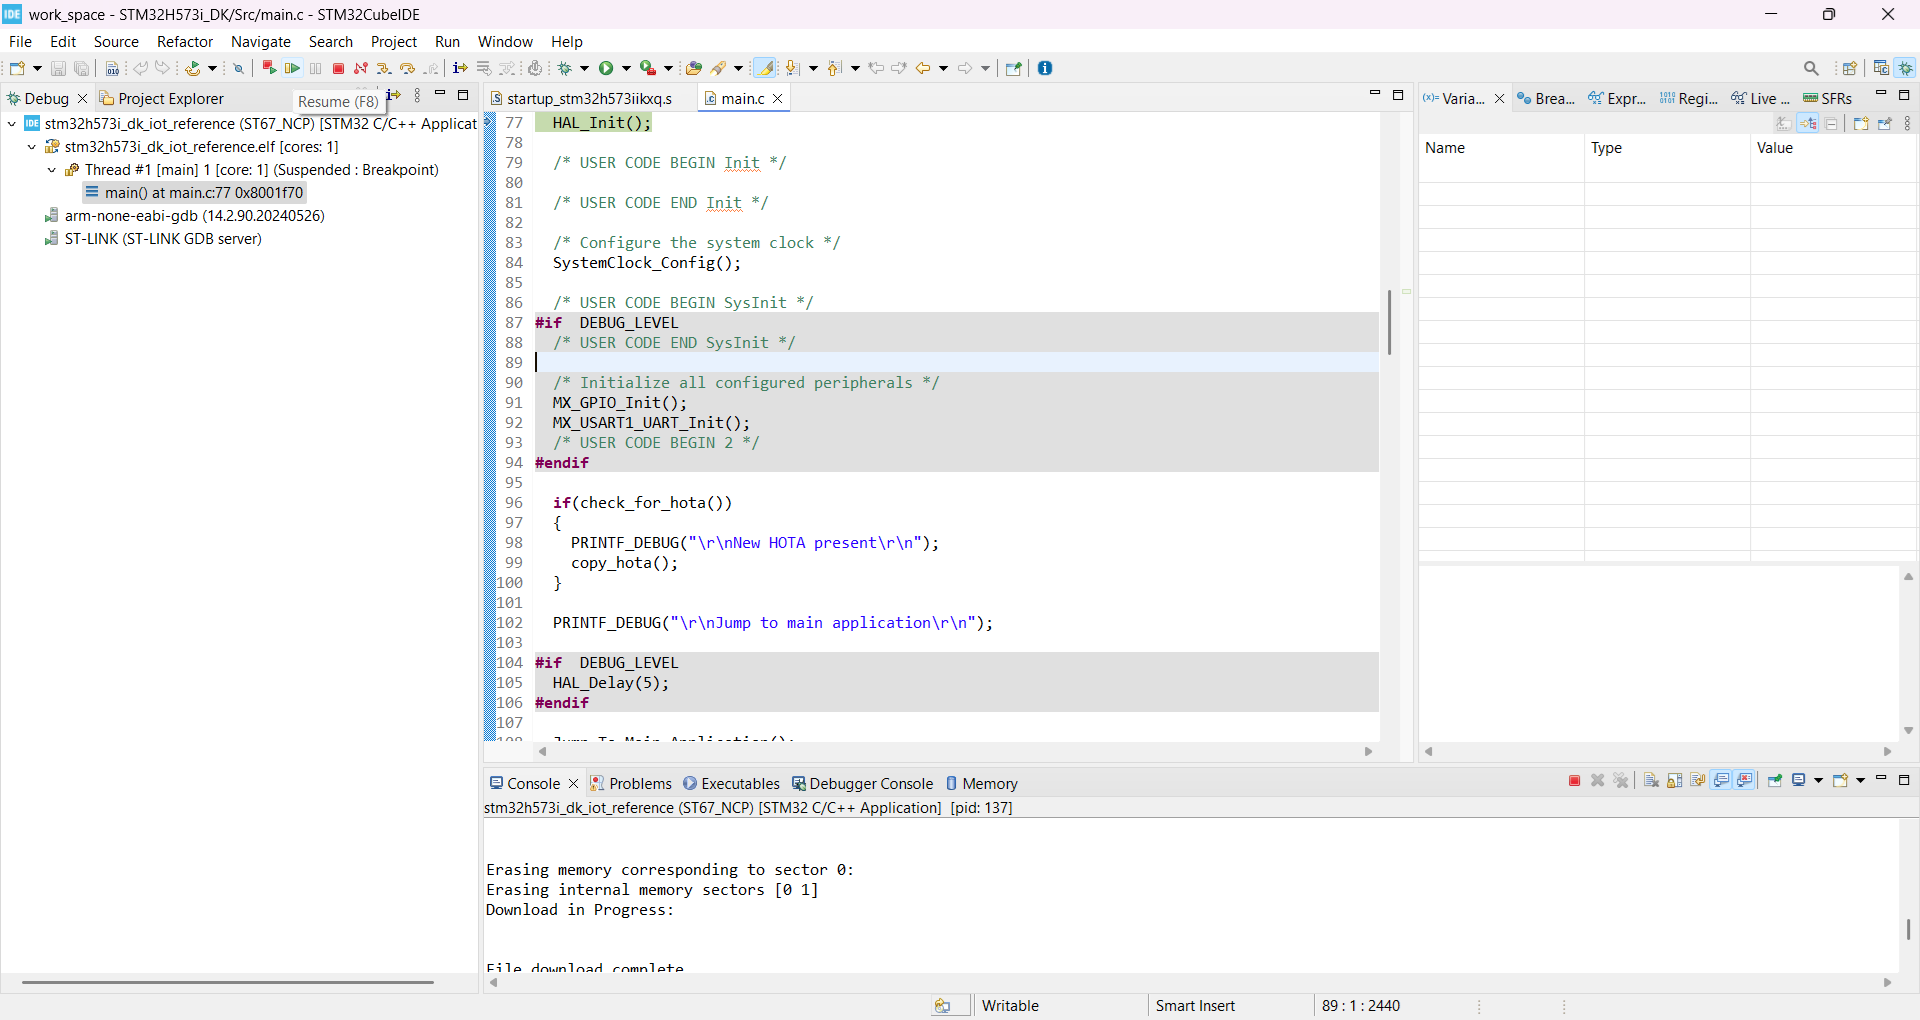 IDE work_space - STM32H573i_DK/Src/main.c - STM32CubeIDE
File Edit Source Refactor Navigate Search Project Run Window Help
Debug Project Explorer
Resume (F8)
startup_stm32h573iikxq.s main.c
(x)= Varia... Brea... Expr... Regi... Live ... SFRs
IDE stm32h573i_dk_iot_reference (ST67_NCP) [STM32 C/C++ Applicat
stm32h573i_dk_iot_reference.elf [cores: 1]
Thread #1 [main] 1 [core: 1] (Suspended : Breakpoint)
main() at main.c:77 0x8001f70
arm-none-eabi-gdb (14.2.90.20240526)
ST-LINK (ST-LINK GDB server)
77 HAL_Init();
78
79 /* USER CODE BEGIN Init */
80
81 /* USER CODE END Init */
82
83 /* Configure the system clock */
84 SystemClock_Config();
85
86 /* USER CODE BEGIN SysInit */
87 #if DEBUG_LEVEL
88 /* USER CODE END SysInit */
89
90 /* Initialize all configured peripherals */
91 MX_GPIO_Init();
92 MX_USART1_UART_Init();
93 /* USER CODE BEGIN 2 */
94 #endif
95
96 if(check_for_hota())
97 {
98 PRINTF_DEBUG("\r\nNew HOTA present\r\n");
99 copy_hota();
100 }
101
102 PRINTF_DEBUG("\r\nJump to main application\r\n");
103
104 #if DEBUG_LEVEL
105 HAL_Delay(5);
106 #endif
107
108 Jump_To_Main_Application();
Name Type Value
Console Problems Executables Debugger Console Memory
stm32h573i_dk_iot_reference (ST67_NCP) [STM32 C/C++ Application] [pid: 137]
Erasing memory corresponding to sector 0:
Erasing internal memory sectors [0 1]
Download in Progress:
File download complete
Writable Smart Insert 89 : 1 : 2440